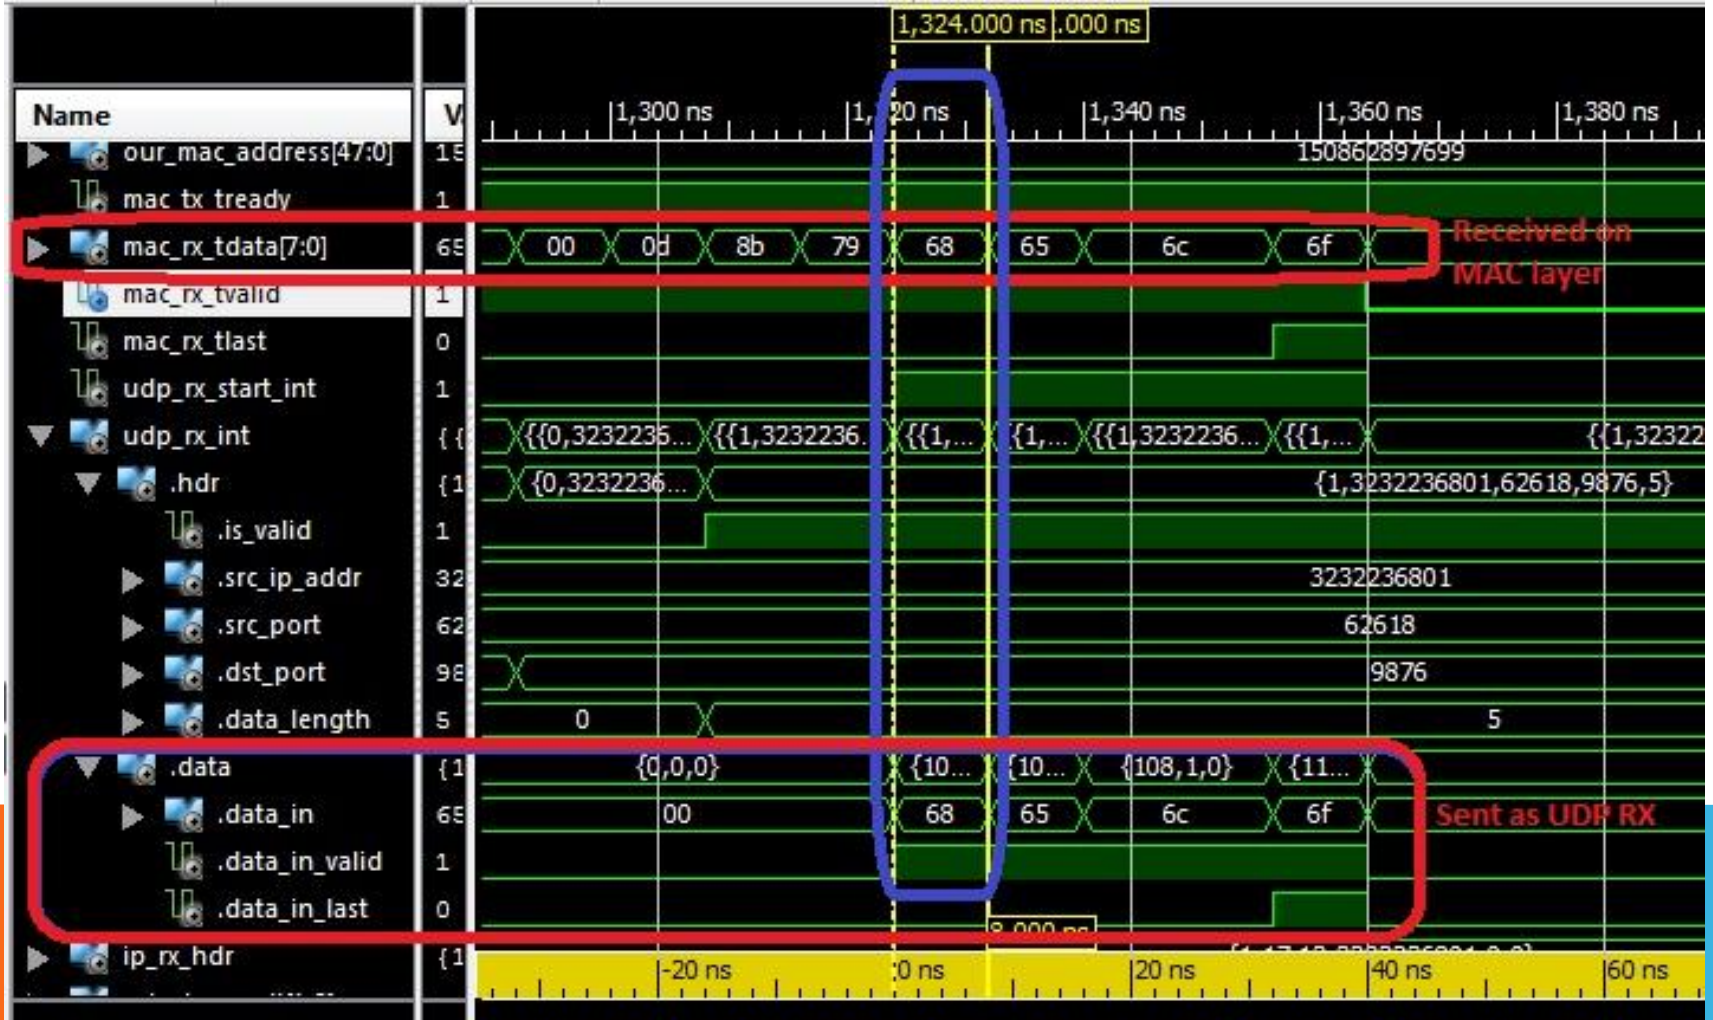 1,324.000 ns .000 ns
Name V
1,300 ns 1,340 ns 1,360 ns 1,380 ns
our_mac_address[47:0] 15 150862897699
mac_tx_tready 1
mac_rx_tdata[7:0] 65 00 0d 8b 79 68 65 6c 6f
Received on
MAC layer
mac_rx_tvalid 1
mac_rx_tlast 0
udp_rx_start_int 1
udp_rx_int {{ {{0,3232236... {{1,3232236. {{1,... {1,... {{1,3232236... {{1,... {{1,32322
.hdr {1 {0,3232236... {1,3232236801,62618,9876,5}
.is_valid 1
.src_ip_addr 32 3232236801
.src_port 62 62618
.dst_port 98 9876
.data_length 5 0 5
.data {1 {0,0,0} {10... {10... {108,1,0} {11...
.data_in 65 00 68 65 6c 6f
Sent as UDP RX
.data_in_valid 1
.data_in_last 0
8.000 ns
ip_rx_hdr {1
-20 ns 0 ns 20 ns 40 ns 60 ns